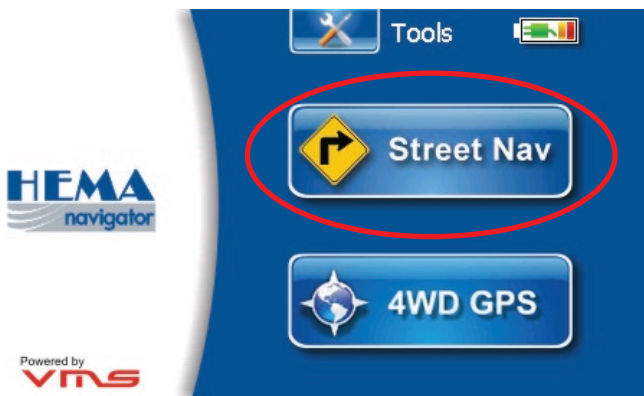 Tools
Street Nav
HEMA
navigator
4WD GPS
Powered by
vms